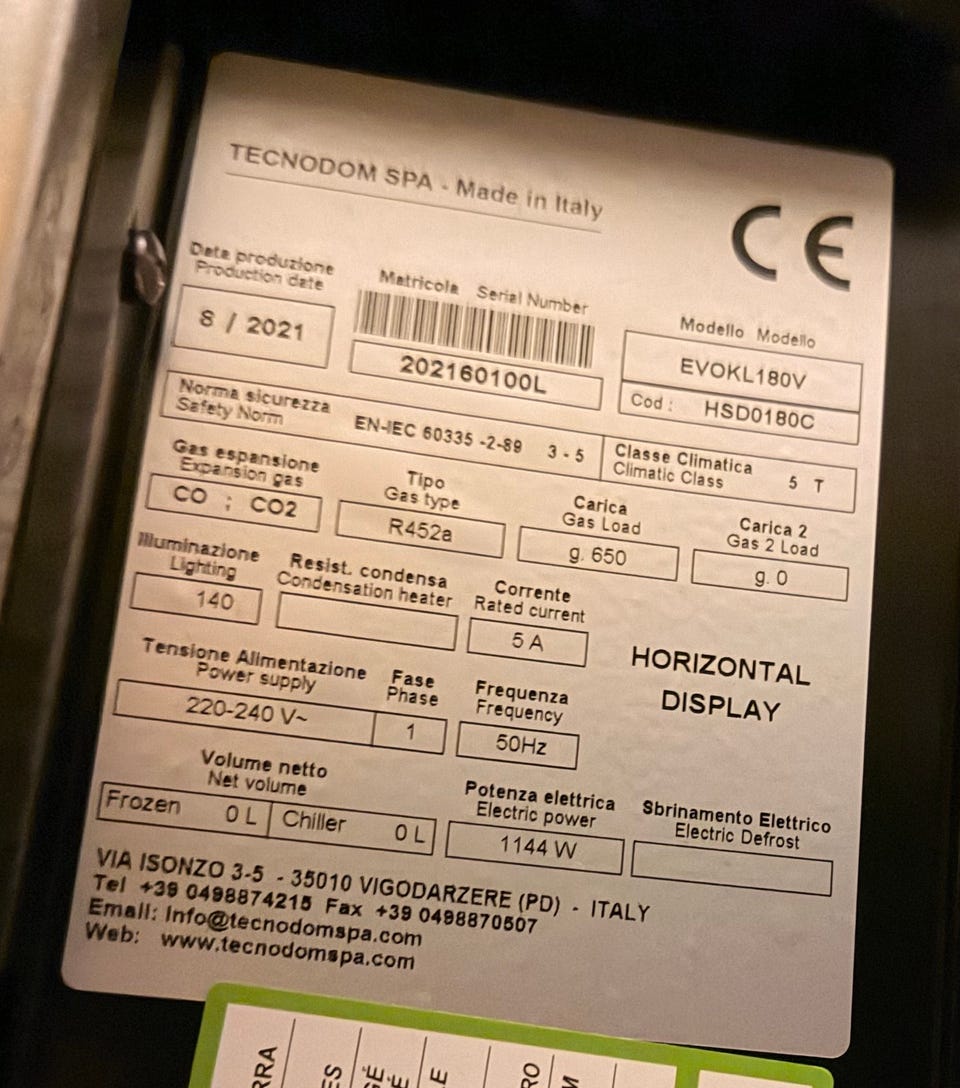 TECNODOM SPA - Made in Italy
CE
Data produzione
Production date
8 / 2021
Matricola Serial Number
202160100L
Modello Modello
EVOKL180V
Cod : HSD0180C
Norma sicurezza
Safety Norm
EN-IEC 60335 -2-89 3 - 5
Classe Climatica
Climatic Class
5 T
Gas espansione
Expansion gas
CO ; CO2
Tipo
Gas type
R452a
Carica
Gas Load
g. 650
Carica 2
Gas 2 Load
g. 0
Illuminazione
Lighting
140
Resist. condensa
Condensation heater
Corrente
Rated current
5 A
HORIZONTAL
DISPLAY
Tensione Alimentazione
Power supply
220-240 V~
Fase
Phase
1
Frequenza
Frequency
50Hz
Volume netto
Net volume
Frozen 0 L
Chiller 0 L
Potenza elettrica
Electric power
1144 W
Sbrinamento Elettrico
Electric Defrost
VIA ISONZO 3-5 - 35010 VIGODARZERE (PD) - ITALY
Tel +39 0498874215 Fax +39 0498870507
Email: Info@tecnodomspa.com
Web: www.tecnodomspa.com